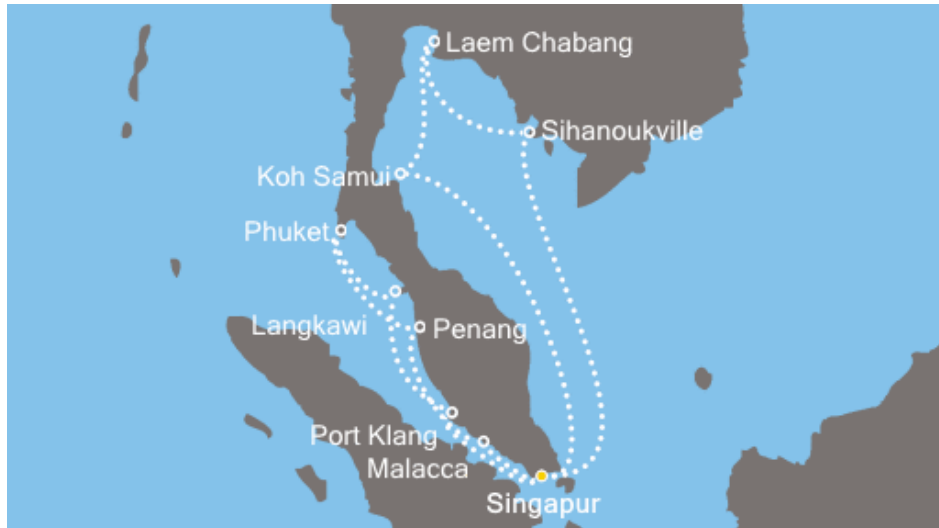 Laem Chabang
Sihanoukville
Koh Samui
Phuket
Langkawi
Penang
Port Klang
Malacca
Singapur